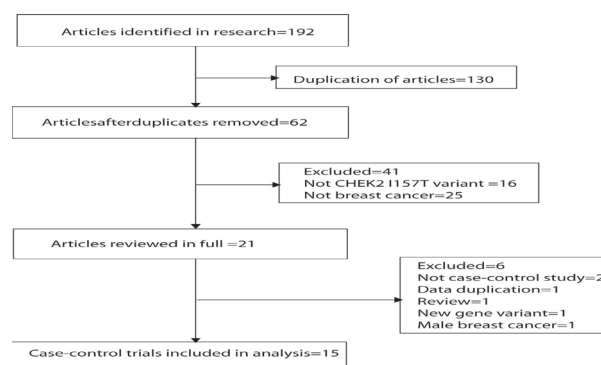 Articles identified in research=192
Duplication of articles=130
Articlesafterduplicates removed=62
Excluded=41
Not CHEK2 I157T variant =16
Not breast cancer=25
Articles reviewed in full =21
Excluded=6
Not case-control study=2
Data duplication=1
Review=1
New gene variant=1
Male breast cancer=1
Case-control trials included in analysis=15